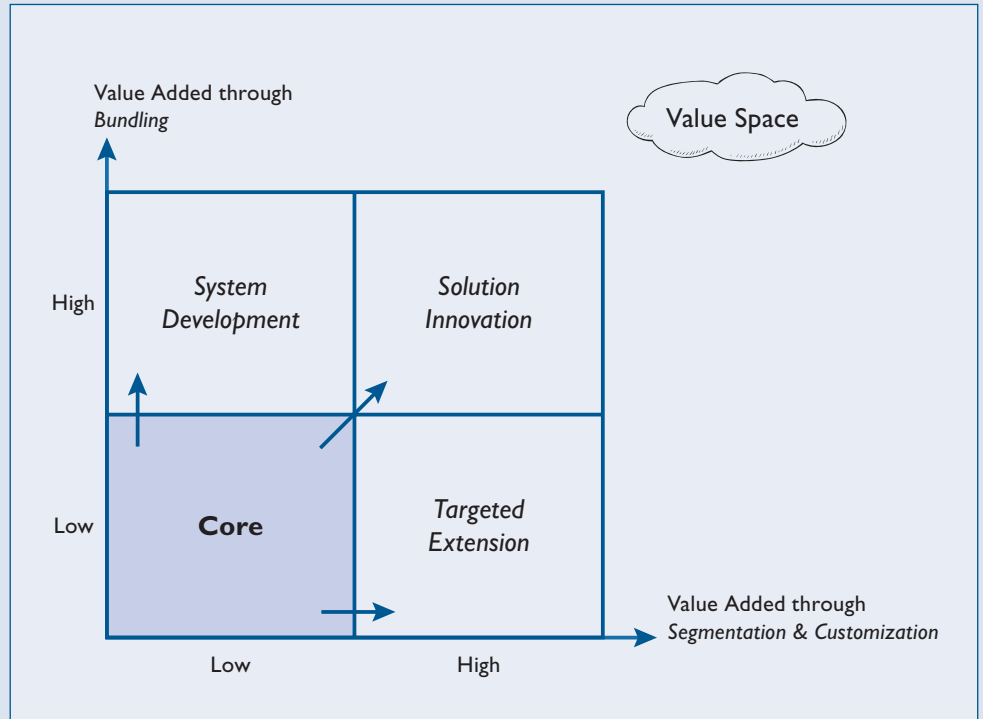 Value Added through
Bundling
Value Space
High
System
Development
Solution
Innovation
Low
Core
Targeted
Extension
Value Added through
Segmentation & Customization
Low
High